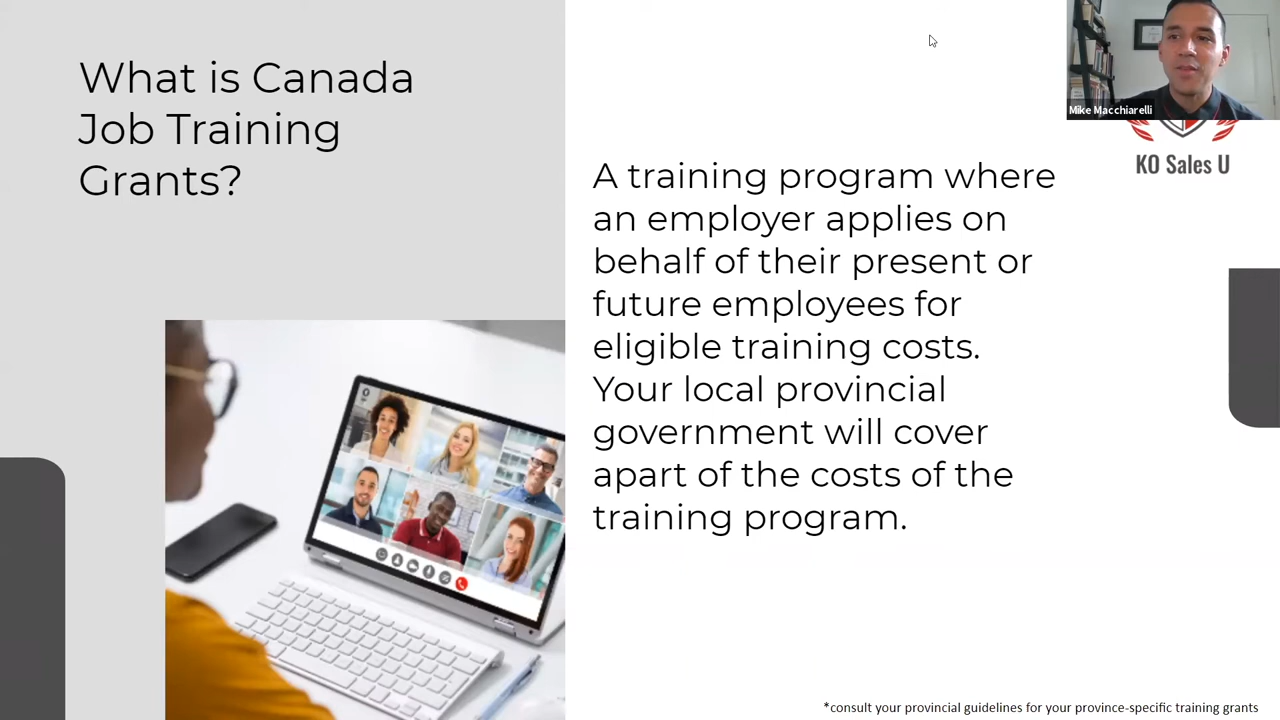 What is Canada
Job Training
Grants?
Mike Macchiarelli
KO Sales U
A training program where
an employer applies on
behalf of their present or
future employees for
eligible training costs.
Your local provincial
government will cover
apart of the costs of the
training program.
*consult your provincial guidelines for your province-specific training grants